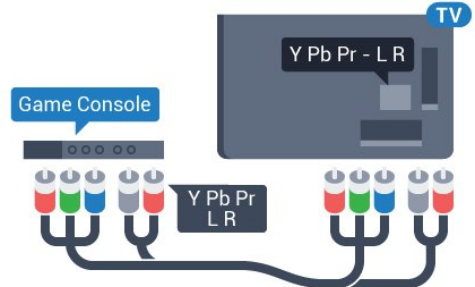 TV
Y Pb Pr - L R
Game Console
Y Pb Pr
L R